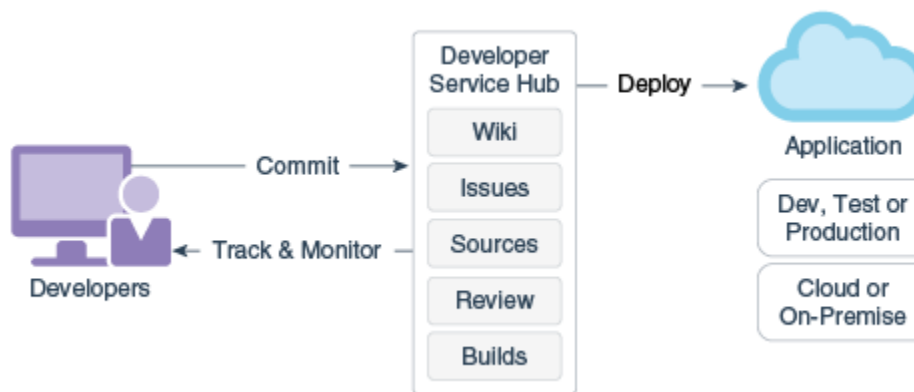 Developer
Service Hub
Wiki
Issues
Sources
Review
Builds
Commit
Track & Monitor
Developers
Deploy
Application
Dev, Test or
Production
Cloud or
On-Premise